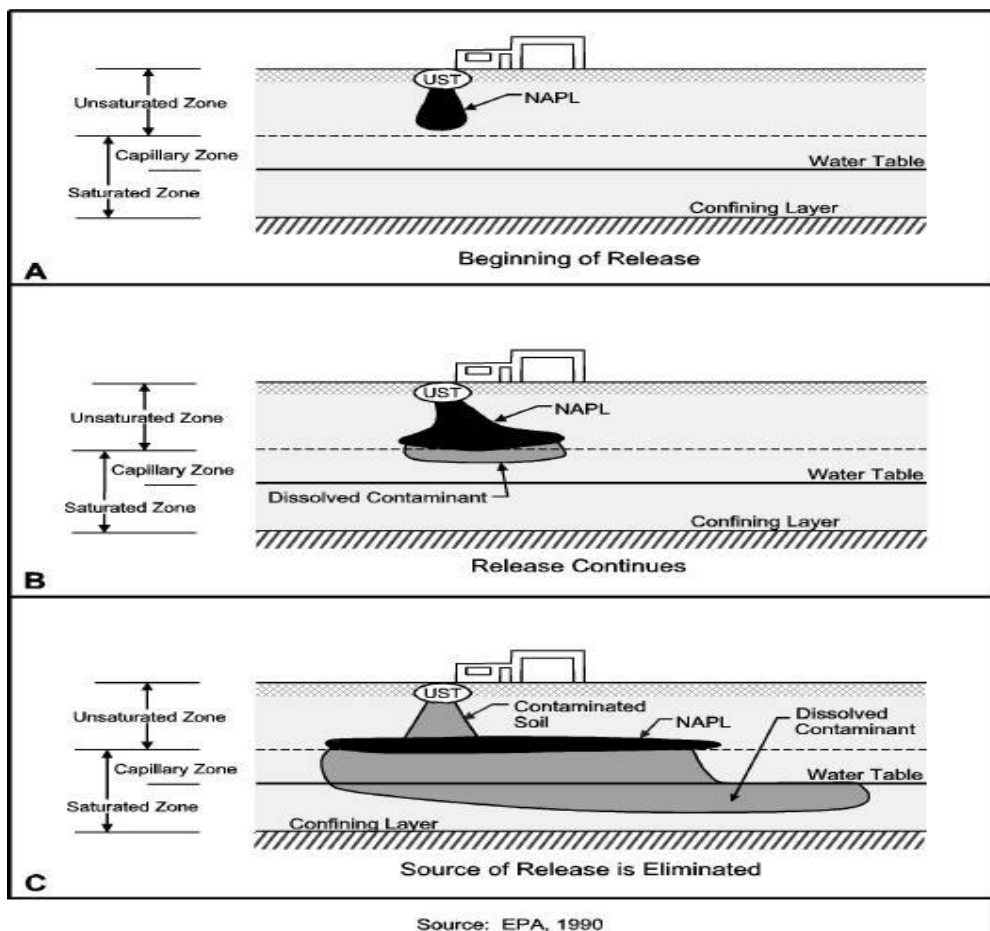 UST
Unsaturated Zone
NAPL
Capillary Zone
Water Table
Saturated Zone
Confining Layer
A
Beginning of Release
UST
NAPL
Unsaturated Zone
Capillary Zone
Water Table
Dissolved Contaminant
Saturated Zone
Confining Layer
B
Release Continues
UST
Contaminated
Soil
Dissolved
Contaminant
NAPL
Unsaturated Zone
Capillary Zone
Water Table
Saturated Zone
Confining Layer
C
Source of Release is Eliminated
Source: EPA, 1990